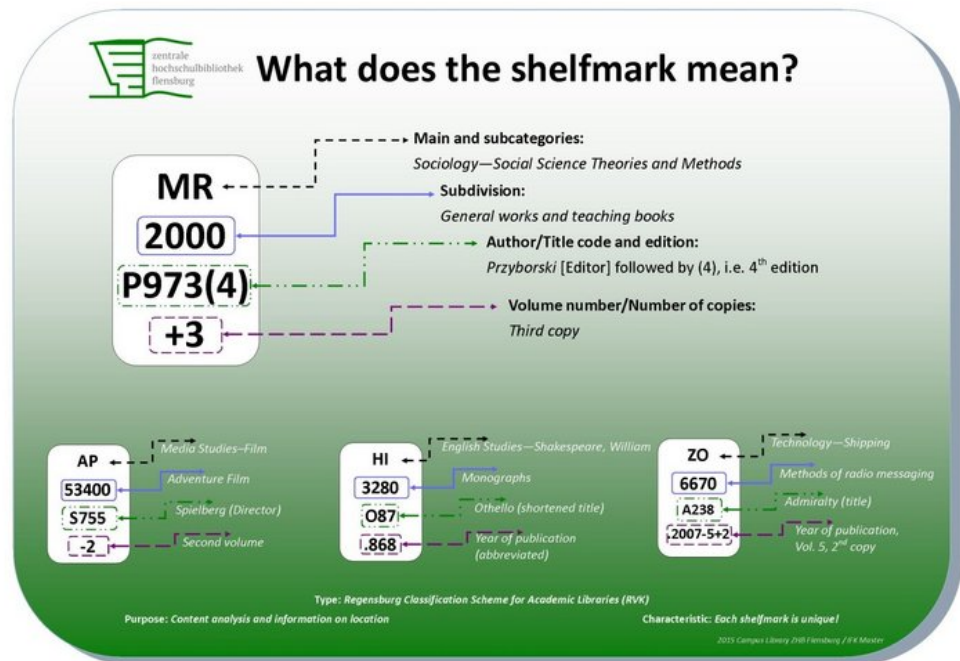 zentrale
hochschulbibliothek
flensburg
What does the shelfmark mean?
MR
2000
P973(4)
+3
Main and subcategories:
Sociology—Social Science Theories and Methods
Subdivision:
General works and teaching books
Author/Title code and edition:
Przyborski [Editor] followed by (4), i.e. 4th edition
Volume number/Number of copies:
Third copy
AP
53400
S755
-2
Media Studies–Film
Adventure Film
Spielberg (Director)
Second volume
HI
3280
O87
.868
English Studies—Shakespeare, William
Monographs
Othello (shortened title)
Year of publication
(abbreviated)
ZO
6670
A238
.2007-5+2
Technology—Shipping
Methods of radio messaging
Admiralty (title)
Year of publication,
Vol. 5, 2nd copy
Type: Regensburg Classification Scheme for Academic Libraries (RVK)
Purpose: Content analysis and information on location
Characteristic: Each shelfmark is unique!
2015 Campus Library ZHB Flensburg / IFK Master